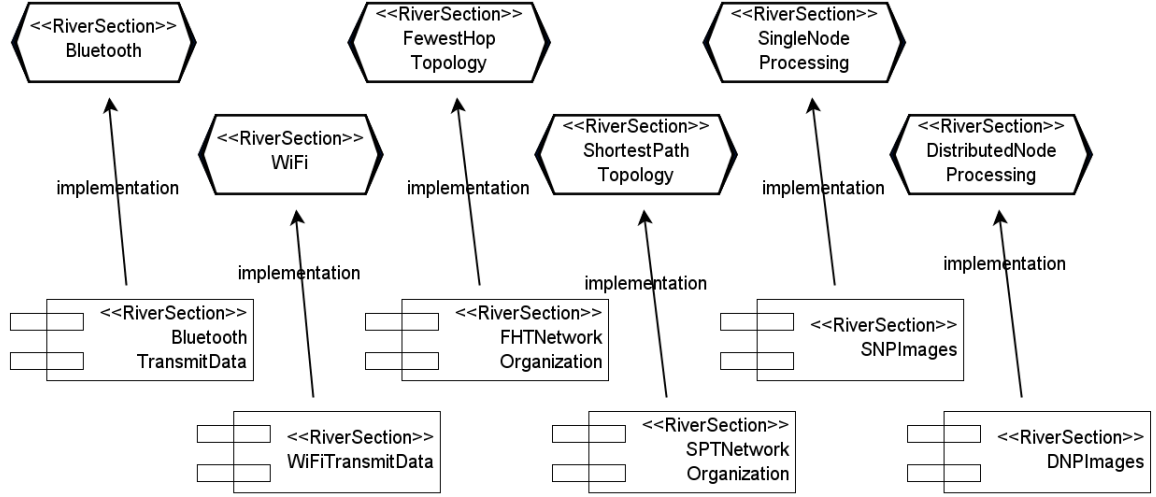 <<RiverSection>>
Bluetooth
<<RiverSection>>
FewestHop
Topology
<<RiverSection>>
SingleNode
Processing
<<RiverSection>>
WiFi
<<RiverSection>>
ShortestPath
Topology
<<RiverSection>>
DistributedNode
Processing
implementation
implementation
implementation
implementation
implementation
implementation
<<RiverSection>>
Bluetooth
TransmitData
<<RiverSection>>
FHTNetwork
Organization
<<RiverSection>>
SNPImages
<<RiverSection>>
WiFiTransmitData
<<RiverSection>>
SPTNetwork
Organization
<<RiverSection>>
DNPImages